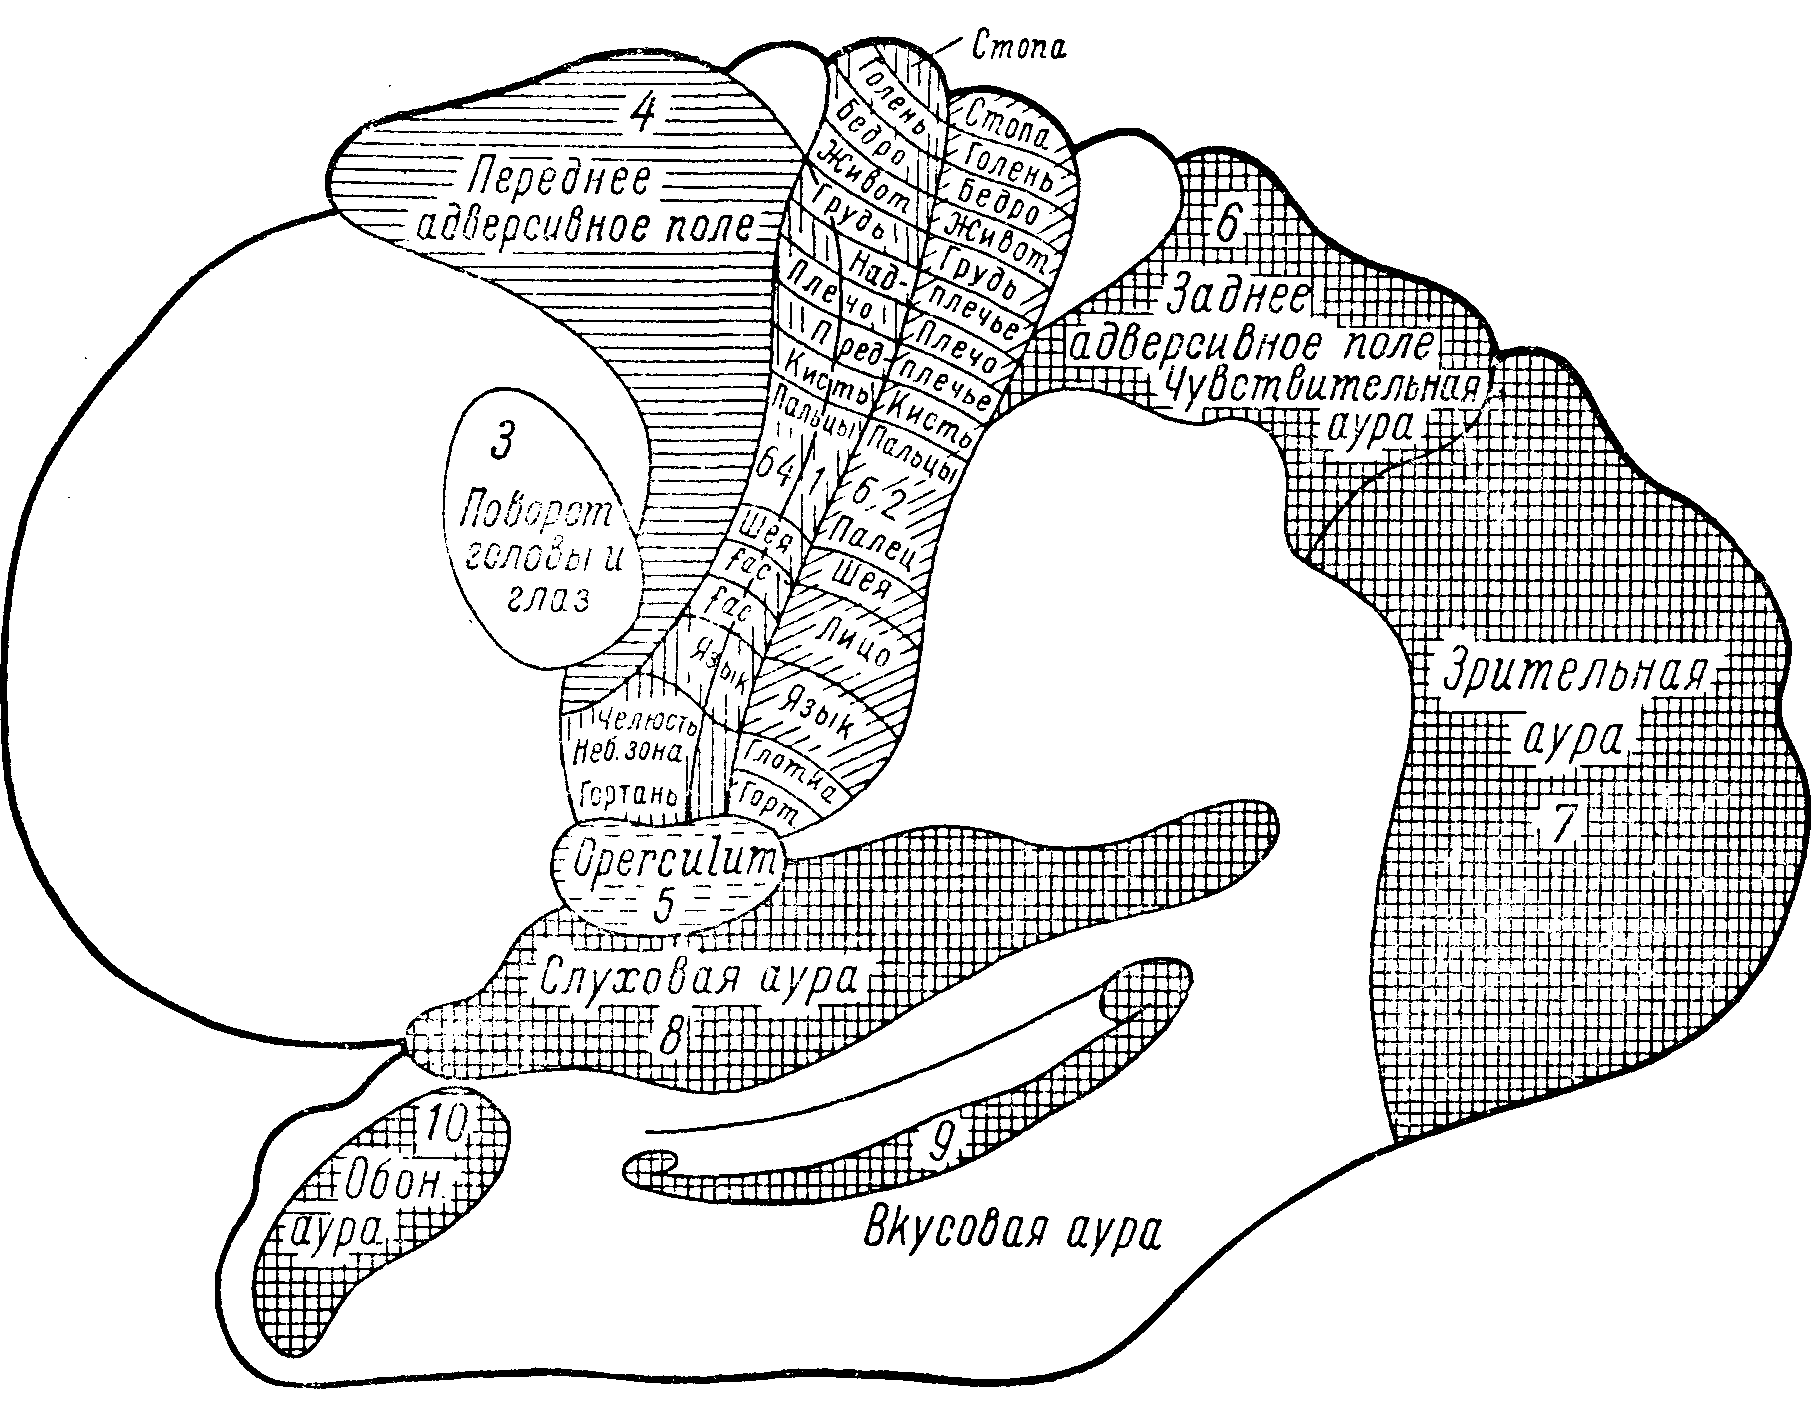 Стопа
4
Переднее
адверсивное поле
Голень
Бедро
Живот
Грудь
Над-
Плечо
Пред-
Кисть
Пальцы
64
1
Шея
fac
fac
Язык
Челюсть
Неб. зона
Гортань
Стопа
Голень
Бедро
Живот
Грудь
плечье
Плечо
плечье
Кисть
Пальцы
6,2
Палец
Шея
Лицо
Язык
Глотка
Горт
3
Поворот
головы и
глаз
6
Заднее
адверсивное поле
Чувствительная
аура
Зрительная
аура
7
Operculum
5
Слуховая аура
8
9
Вкусовая аура
10
Обон.
аура